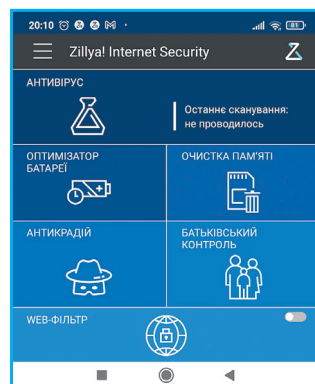 20:10
81
Zillya! Internet Security
АНТИВІРУС
Останнє сканування:
не проводилось
ОПТИМІЗАТОР
БАТАРЕЇ
ОЧИСТКА ПАМ'ЯТІ
АНТИКРАДІЙ
БАТЬКІВСЬКИЙ
КОНТРОЛЬ
WEB-ФІЛЬТР